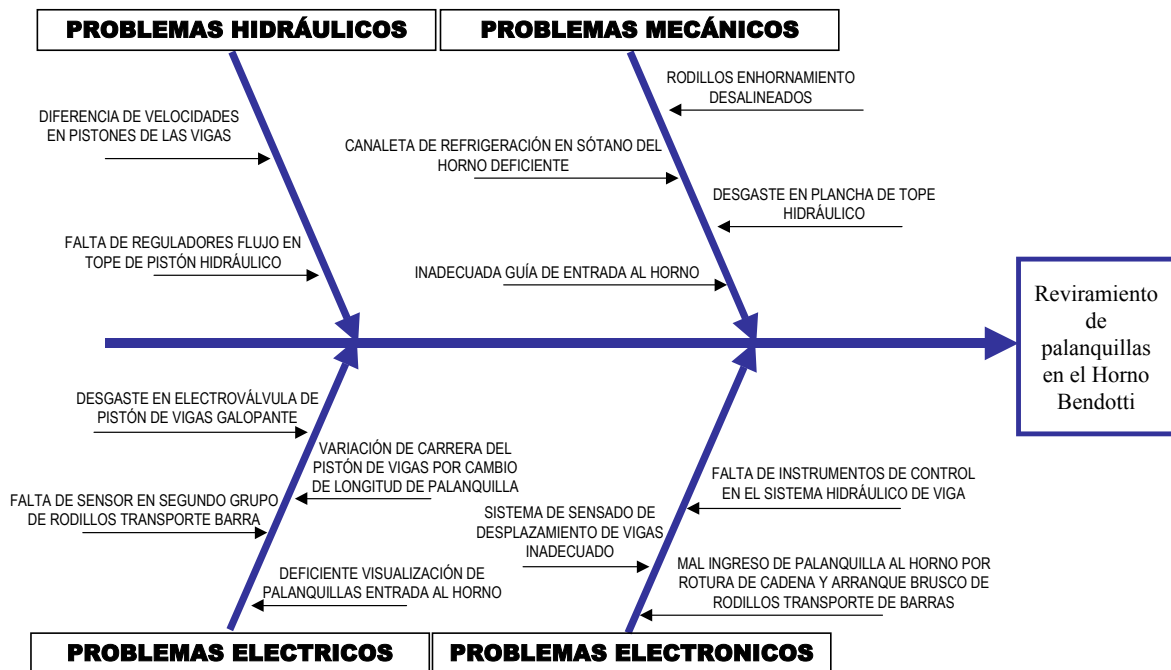 PROBLEMAS HIDRÁULICOS
PROBLEMAS MECÁNICOS
DIFERENCIA DE VELOCIDADES
EN PISTONES DE LAS VIGAS
FALTA DE REGULADORES FLUJO EN
TOPE DE PISTÓN HIDRÁULICO
RODILLOS ENHORNAMIENTO
DESALINEADOS
CANALETA DE REFRIGERACIÓN EN SÓTANO DEL
HORNO DEFICIENTE
DESGASTE EN PLANCHA DE TOPE
HIDRÁULICO
INADECUADA GUÍA DE ENTRADA AL HORNO
Reviramiento
de
palanquillas
en el Horno
Bendotti
DESGASTE EN ELECTROVÁLVULA DE
PISTÓN DE VIGAS GALOPANTE
VARIACIÓN DE CARRERA DEL
PISTÓN DE VIGAS POR CAMBIO
DE LONGITUD DE PALANQUILLA
FALTA DE SENSOR EN SEGUNDO GRUPO
DE RODILLOS TRANSPORTE BARRA
DEFICIENTE VISUALIZACIÓN DE
PALANQUILLAS ENTRADA AL HORNO
FALTA DE INSTRUMENTOS DE CONTROL
EN EL SISTEMA HIDRÁULICO DE VIGA
SISTEMA DE SENSADO DE
DESPLAZAMIENTO DE VIGAS
INADECUADO
MAL INGRESO DE PALANQUILLA AL HORNO POR
ROTURA DE CADENA Y ARRANQUE BRUSCO DE
RODILLOS TRANSPORTE DE BARRAS
PROBLEMAS ELECTRICOS
PROBLEMAS ELECTRONICOS